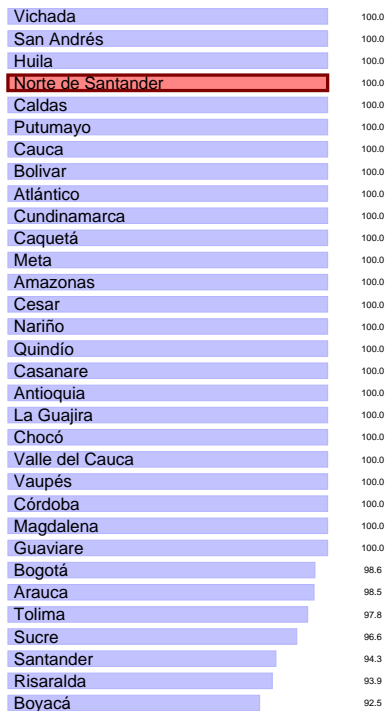 Vichada 100.0
San Andrés 100.0
Huila 100.0
Norte de Santander 100.0
Caldas 100.0
Putumayo 100.0
Cauca 100.0
Bolivar 100.0
Atlántico 100.0
Cundinamarca 100.0
Caquetá 100.0
Meta 100.0
Amazonas 100.0
Cesar 100.0
Nariño 100.0
Quindío 100.0
Casanare 100.0
Antioquia 100.0
La Guajira 100.0
Chocó 100.0
Valle del Cauca 100.0
Vaupés 100.0
Córdoba 100.0
Magdalena 100.0
Guaviare 100.0
Bogotá 98.6
Arauca 98.5
Tolima 97.8
Sucre 96.6
Santander 94.3
Risaralda 93.9
Boyacá 92.5